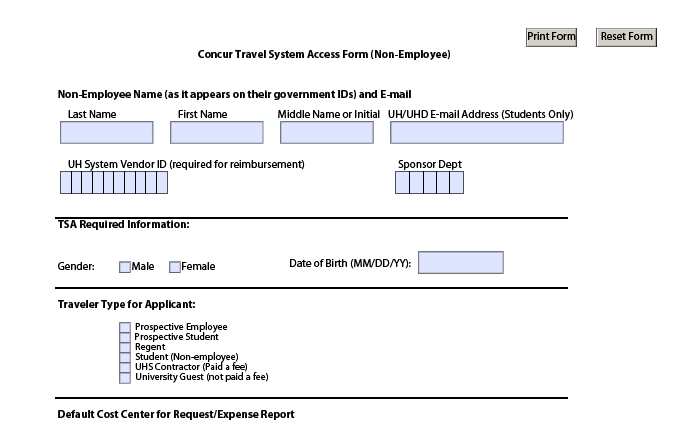 Print Form Reset Form
Concur Travel System Access Form (Non-Employee)
Non-Employee Name (as it appears on their government IDs) and E-mail
Last Name First Name Middle Name or Initial UH/UHD E-mail Address (Students Only)
UH System Vendor ID (required for reimbursement) Sponsor Dept
TSA Required Information:
Gender: Male Female Date of Birth (MM/DD/YY):
Traveler Type for Applicant:
Prospective Employee
Prospective Student
Regent
Student (Non-employee)
UHS Contractor (Paid a fee)
University Guest (not paid a fee)
Default Cost Center for Request/Expense Report